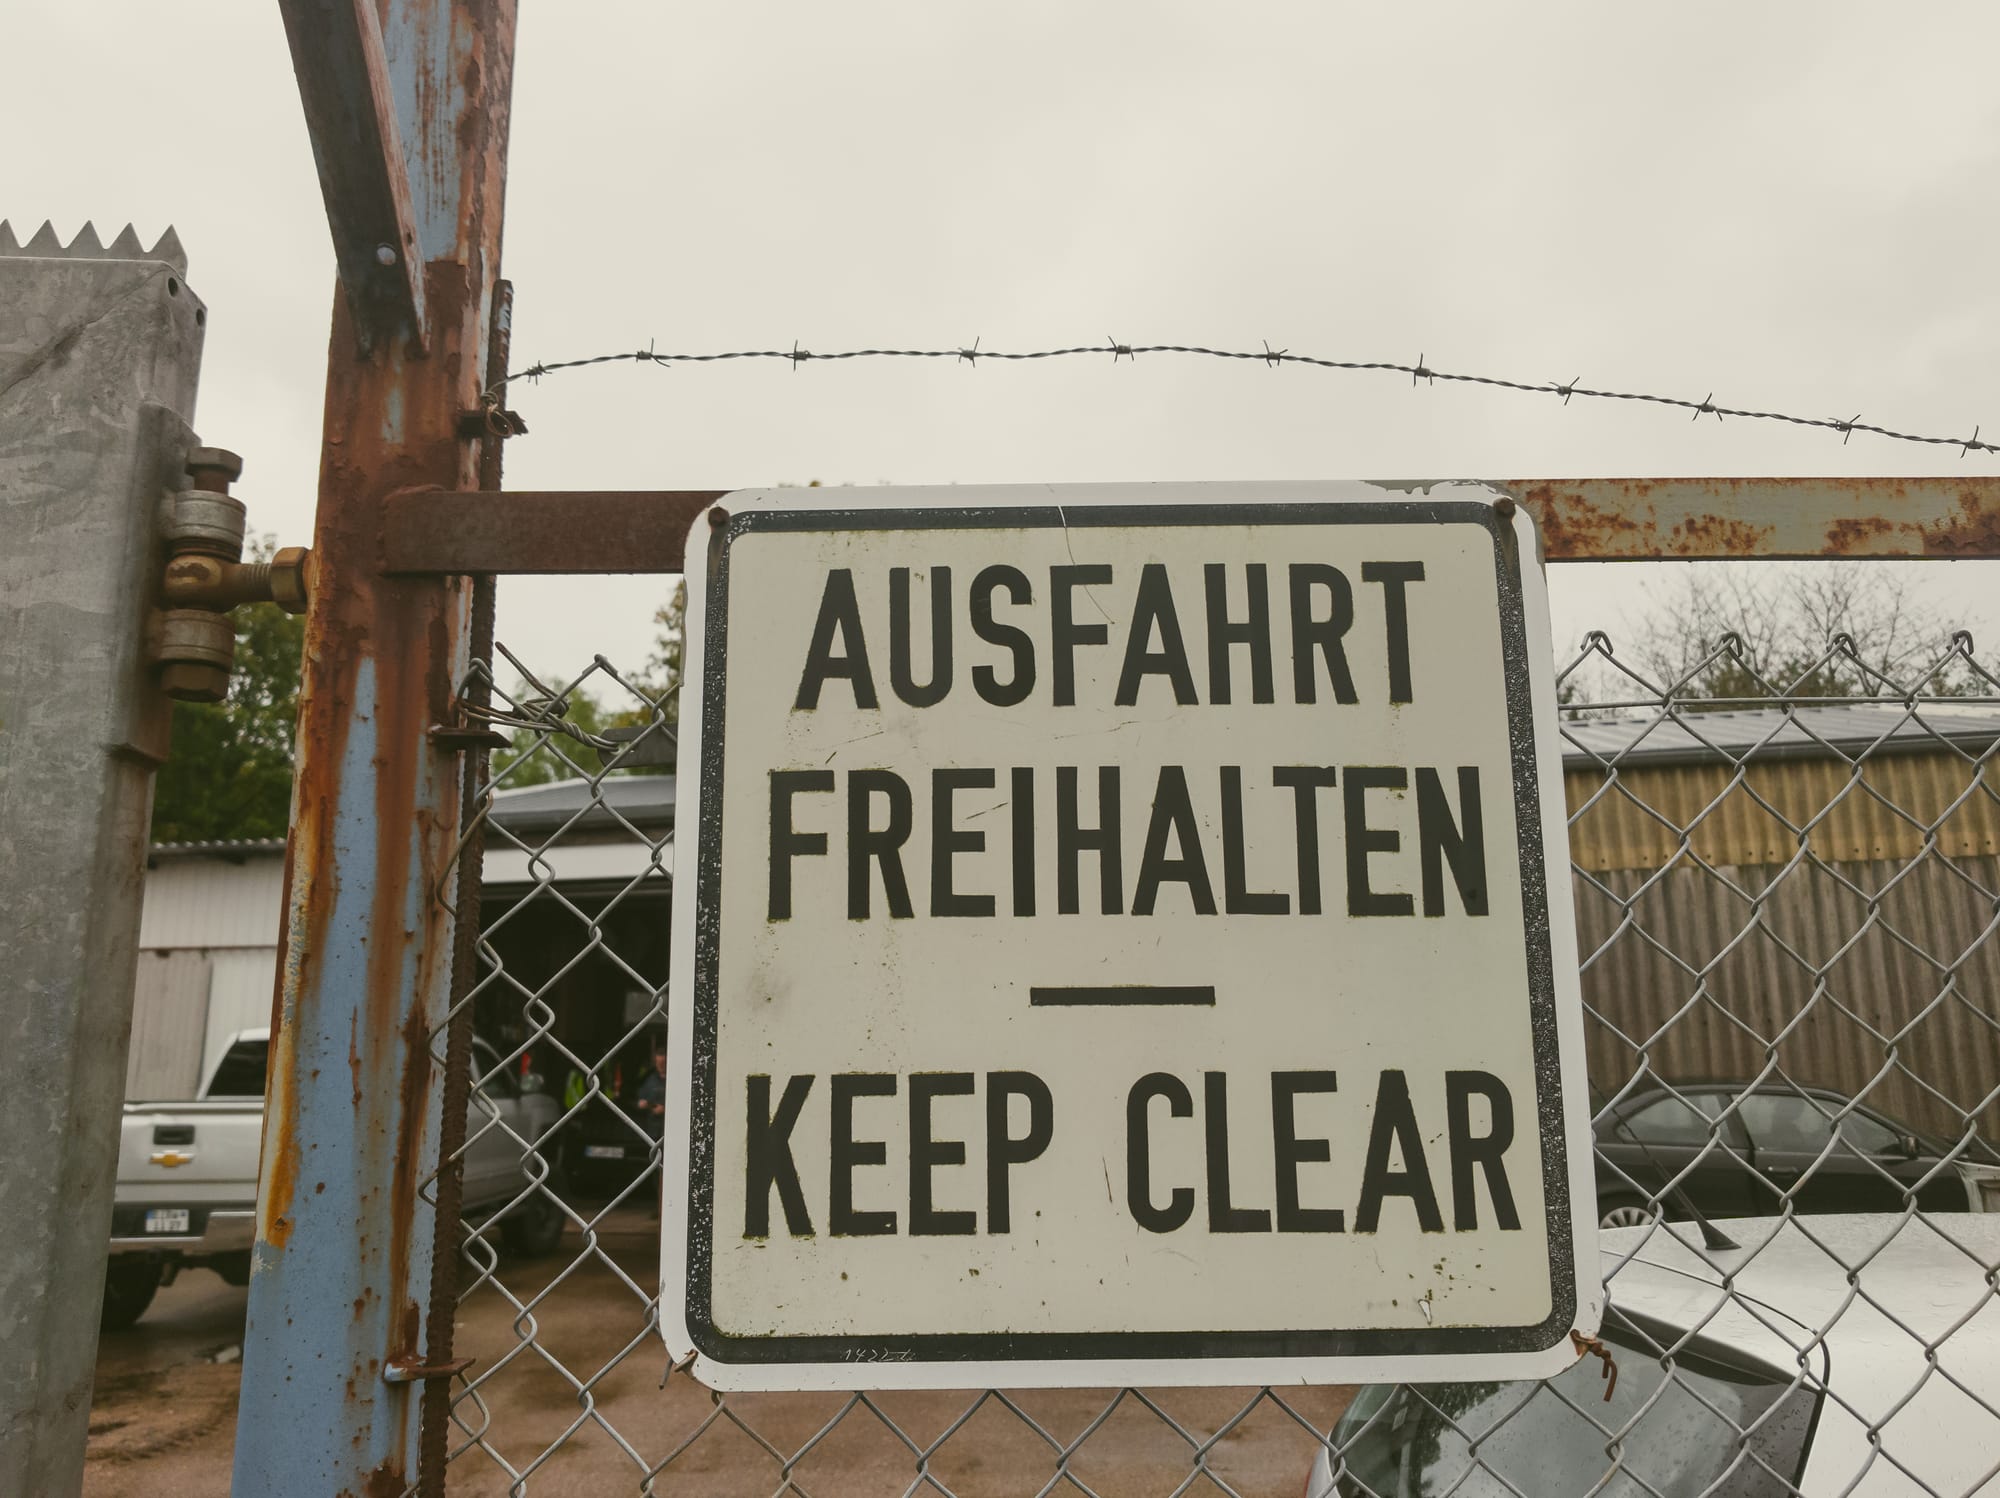 AUSFAHRT
FREIHALTEN
—
KEEP CLEAR